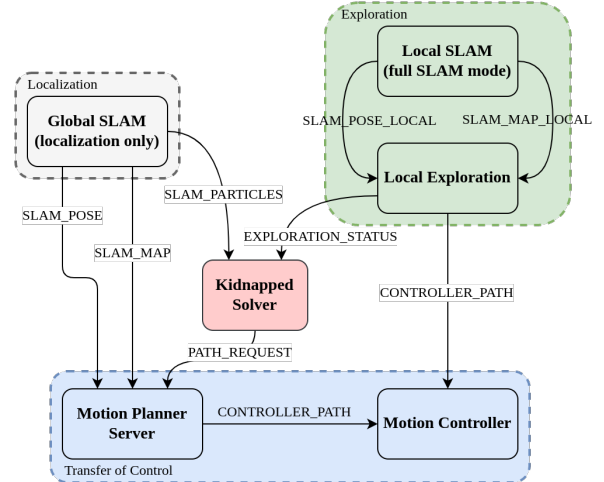 Exploration
Local SLAM
(full SLAM mode)
Localization
Global SLAM
(localization only)
SLAM_POSE_LOCAL
SLAM_MAP_LOCAL
Local Exploration
SLAM_PARTICLES
SLAM_POSE
EXPLORATION_STATUS
SLAM_MAP
Kidnapped
Solver
CONTROLLER_PATH
PATH_REQUEST
Motion Planner
Server
CONTROLLER_PATH
Motion Controller
Transfer of Control